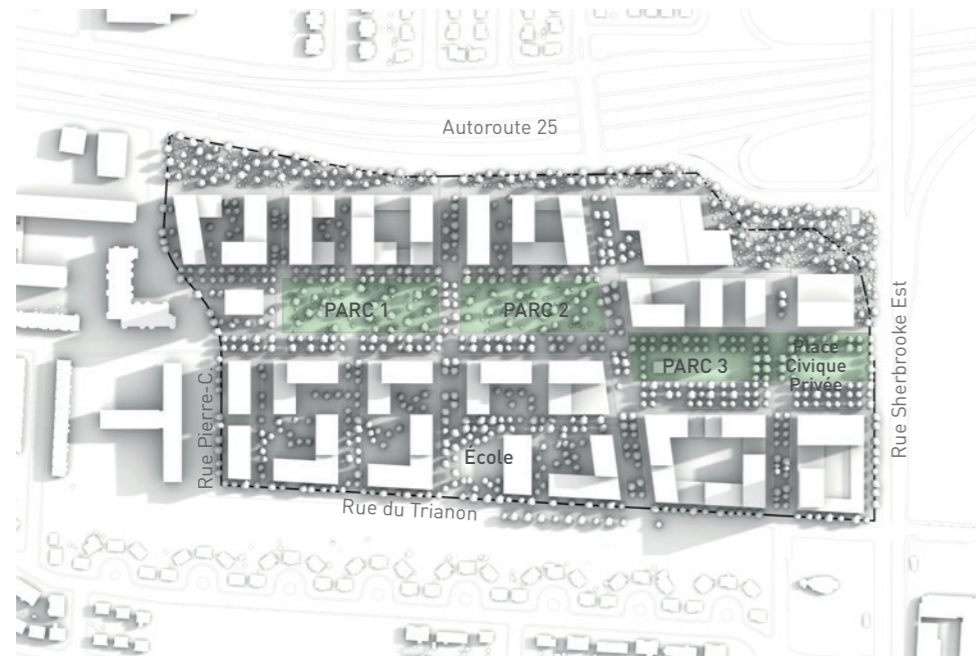 Autoroute 25
PARC 1
PARC 2
PARC 3
Place
Civique
Privée
Rue Sherbrooke Est
Rue Pierre-C.
École
Rue du Trianon